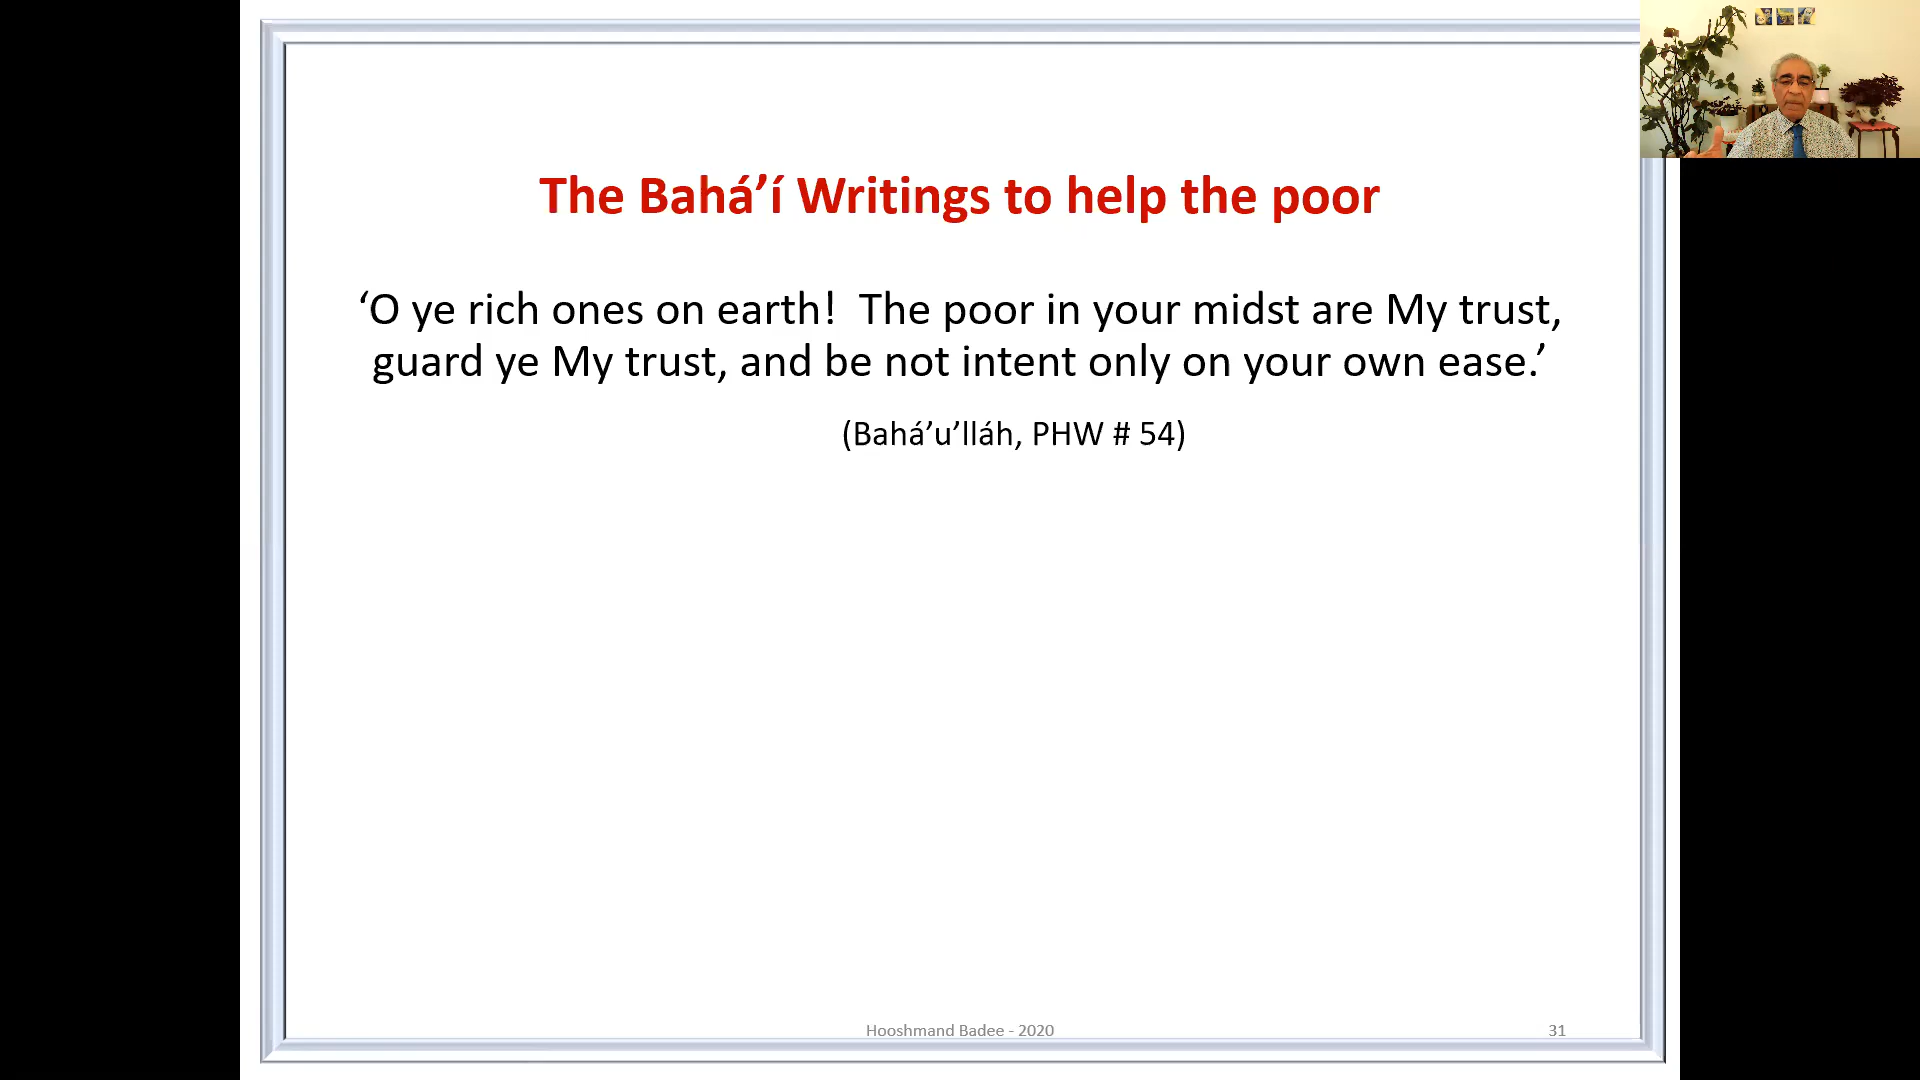 The Bahá’í Writings to help the poor
‘O ye rich ones on earth!  The poor in your midst are My trust,
guard ye My trust, and be not intent only on your own ease.’
(Bahá’u’lláh, PHW # 54)
Hooshmand Badee - 2020
31